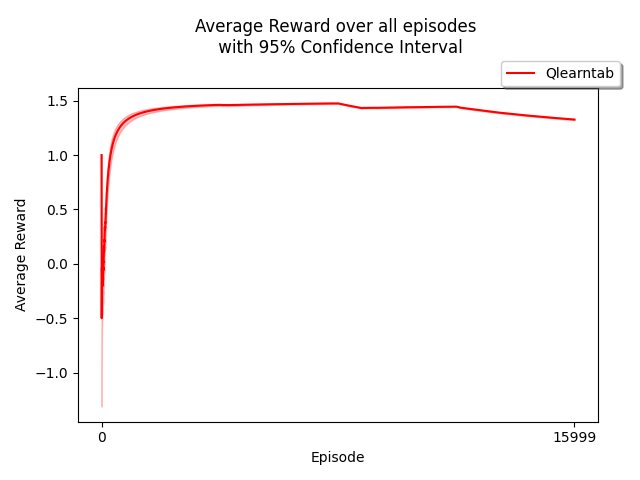 Average Reward over all episodes
with 95% Confidence Interval
Qlearntab
1.5
1.0
0.5
0.0
−0.5
−1.0
Average Reward
0
15999
Episode